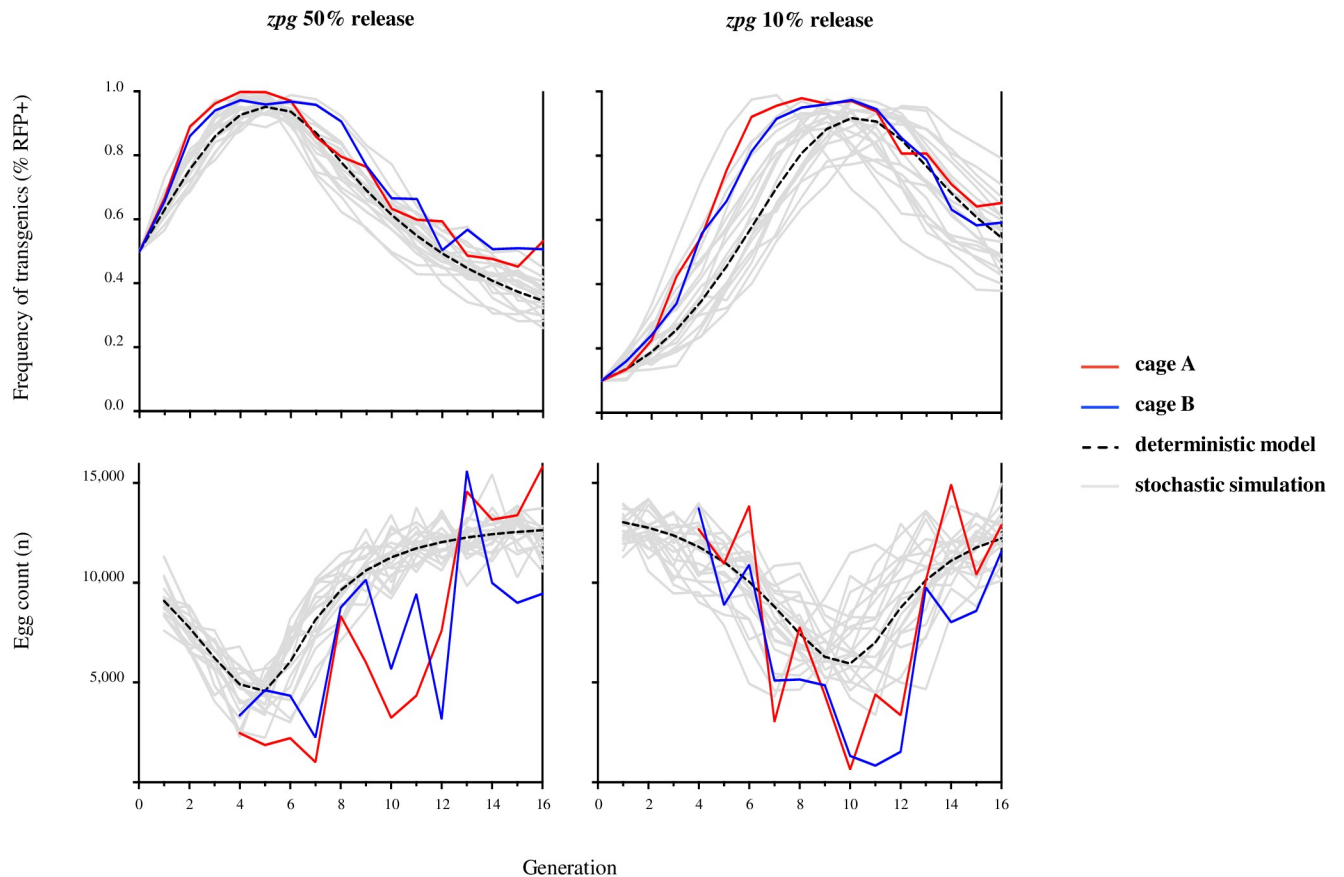 zpg 50% release
zpg 10% release
Frequency of transgenics (% RFP+)
1.0
0.8
0.6
0.4
0.2
0.0
cage A
cage B
deterministic model
stochastic simulation
Egg count (n)
15,000
10,000
5,000
0 2 4 6 8 10 12 14 16
0 2 4 6 8 10 12 14 16
Generation